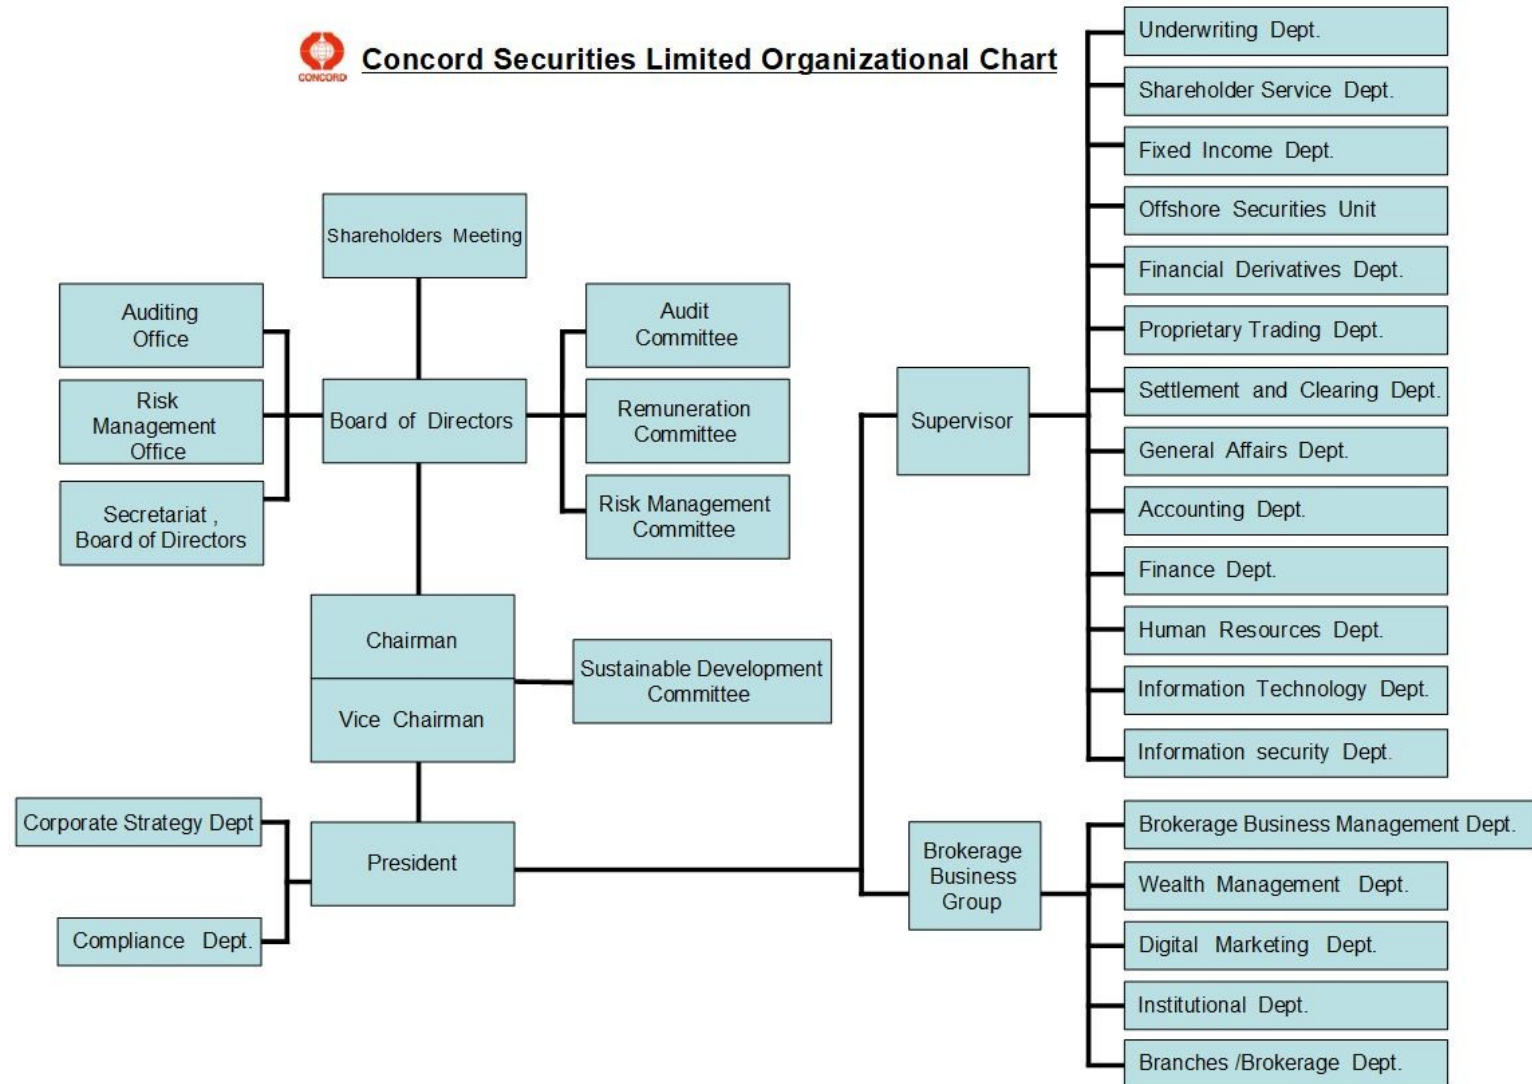 CONCORD
Concord Securities Limited Organizational Chart
Shareholders Meeting
Auditing
Office
Risk
Management
Office
Secretariat ,
Board of Directors
Board of Directors
Audit
Committee
Remuneration
Committee
Risk Management
Committee
Chairman
Vice Chairman
Sustainable Development
Committee
Corporate Strategy Dept
Compliance Dept.
President
Supervisor
Underwriting Dept.
Shareholder Service Dept.
Fixed Income Dept.
Offshore Securities Unit
Financial Derivatives Dept.
Proprietary Trading Dept.
Settlement and Clearing Dept.
General Affairs Dept.
Accounting Dept.
Finance Dept.
Human Resources Dept.
Information Technology Dept.
Information security Dept.
Brokerage
Business
Group
Brokerage Business Management Dept.
Wealth Management Dept.
Digital Marketing Dept.
Institutional Dept.
Branches /Brokerage Dept.